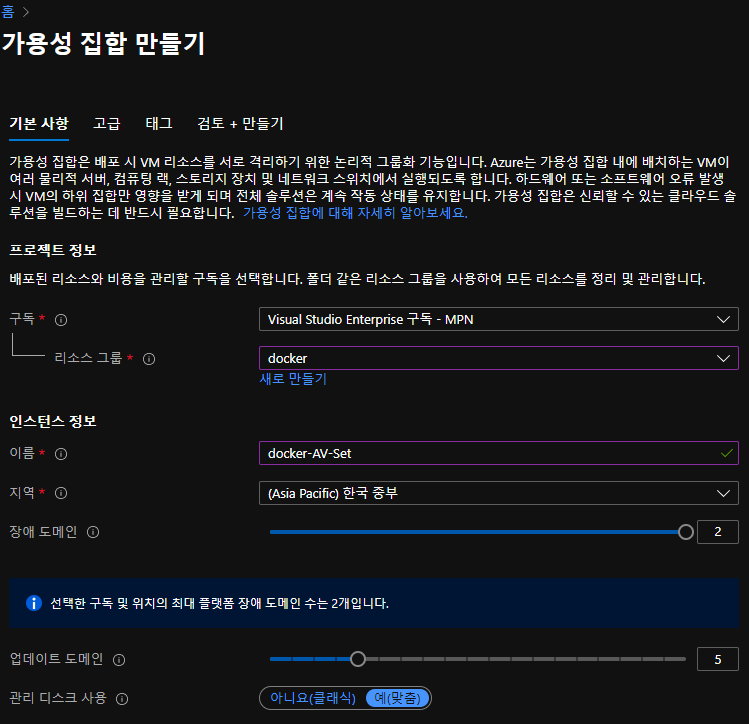 홈
가용성 집합 만들기
기본 사항 고급 태그 검토 + 만들기
가용성 집합은 배포 시 VM 리소스를 서로 격리하기 위한 논리적 그룹화 기능입니다. Azure는 가용성 집합 내에 배치하는 VM이
여러 물리적 서버, 컴퓨팅 랙, 스토리지 장치 및 네트워크 스위치에서 실행되도록 합니다. 하드웨어 또는 소프트웨어 오류 발생
시 VM의 하위 집합만 영향을 받게 되며 전체 솔루션은 계속 작동 상태를 유지합니다. 가용성 집합은 신뢰할 수 있는 클라우드 솔
루션을 빌드하는 데 반드시 필요합니다. 가용성 집합에 대해 자세히 알아보세요.
프로젝트 정보
배포된 리소스와 비용을 관리할 구독을 선택합니다. 폴더 같은 리소스 그룹을 사용하여 모든 리소스를 정리 및 관리합니다.
구독 * Visual Studio Enterprise 구독 - MPN
리소스 그룹 * docker
새로 만들기
인스턴스 정보
이름 * docker-AV-Set
지역 * (Asia Pacific) 한국 중부
장애 도메인 2
선택한 구독 및 위치의 최대 플랫폼 장애 도메인 수는 2개입니다.
업데이트 도메인 5
관리 디스크 사용 아니요(클래식) 예(맞춤)